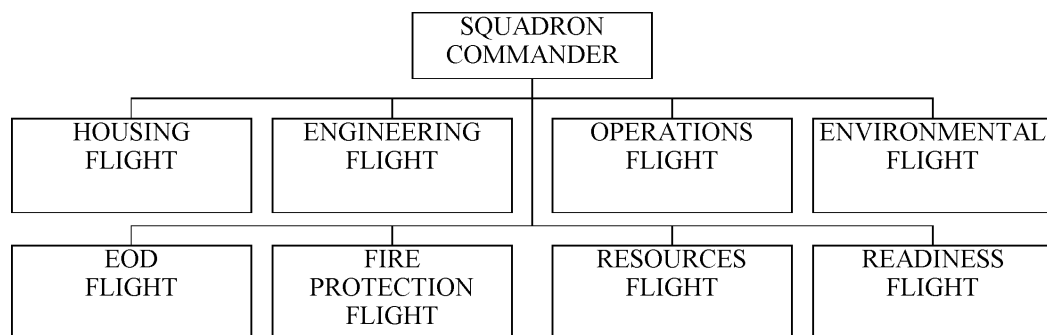 SQUADRON
COMMANDER
HOUSING
FLIGHT
ENGINEERING
FLIGHT
OPERATIONS
FLIGHT
ENVIRONMENTAL
FLIGHT
EOD
FLIGHT
FIRE
PROTECTION
FLIGHT
RESOURCES
FLIGHT
READINESS
FLIGHT